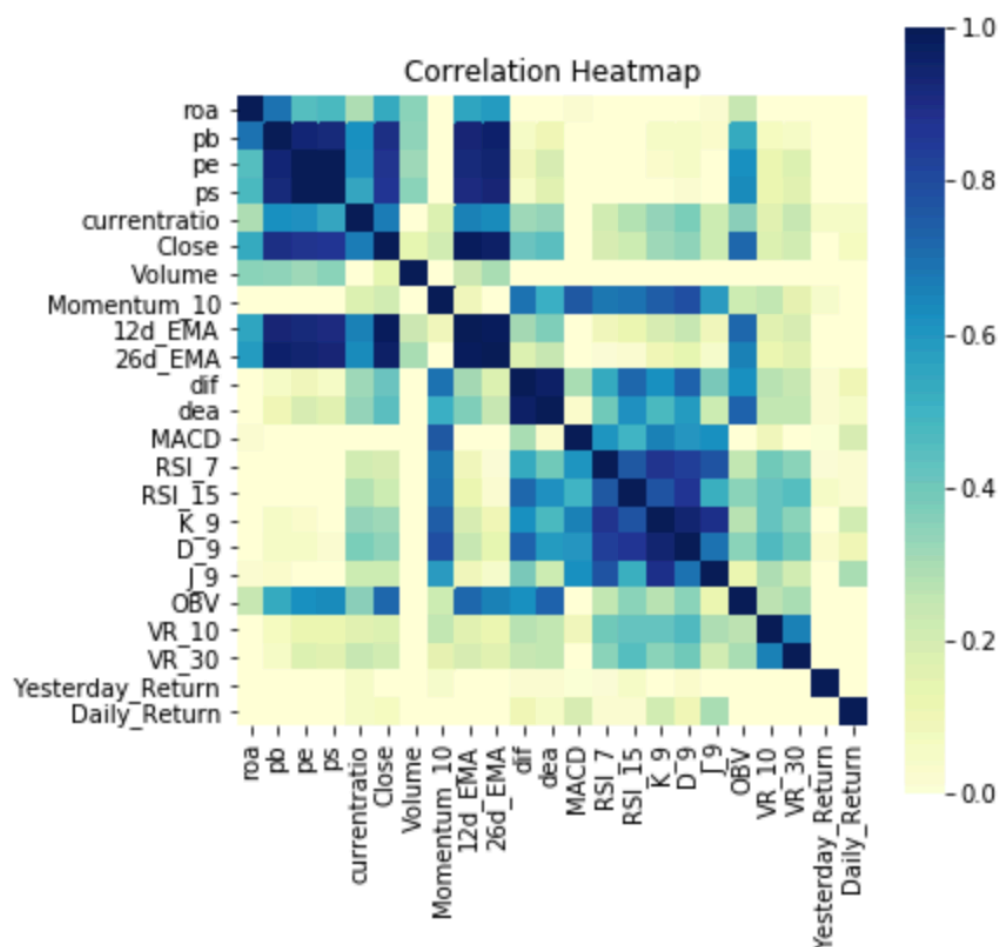 Correlation Heatmap
roa
pb
pe
ps
currentratio
Close
Volume
Momentum_10
12d_EMA
26d_EMA
dif
dea
MACD
RSI_7
RSI_15
K_9
D_9
J_9
OBV
VR_10
VR_30
Yesterday_Return
Daily_Return
roa
pb
pe
ps
currentratio
Close
Volume
Momentum_10
12d_EMA
26d_EMA
dif
dea
MACD
RSI_7
RSI_15
K_9
D_9
J_9
OBV
VR_10
VR_30
Yesterday_Return
Daily_Return
1.0
0.8
0.6
0.4
0.2
0.0